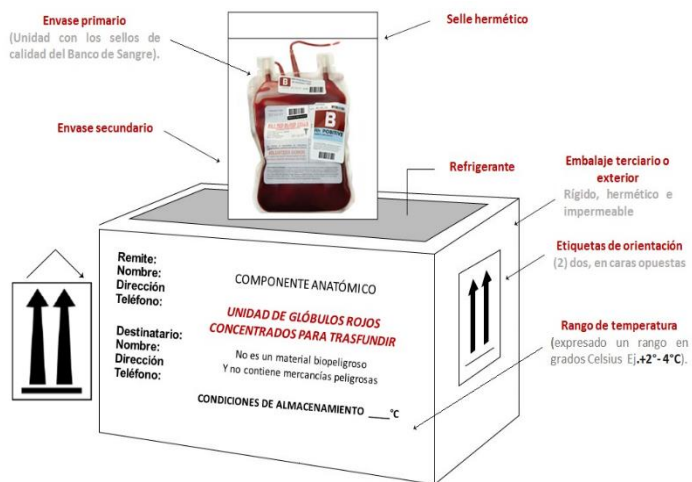 Envase primario
(Unidad con los sellos de
calidad del Banco de Sangre).
Selle hermético
B
B
Rh POSITIVE
Envase secundario
Refrigerante
Embalaje terciario o
exterior
Rígido, hermético e
impermeable
Etiquetas de orientación
(2) dos, en caras opuestas
Rango de temperatura
(expresado un rango en
grados Celsius Ej.+2°- 4°C).
Remite:
Nombre:
Dirección
Teléfono:
Destinatario:
Nombre:
Dirección
Teléfono:
COMPONENTE ANATÓMICO
UNIDAD DE GLÓBULOS ROJOS
CONCENTRADOS PARA TRASFUNDIR
No es un material biopeligroso
Y no contiene mercancías peligrosas
CONDICIONES DE ALMACENAMIENTO ____°C